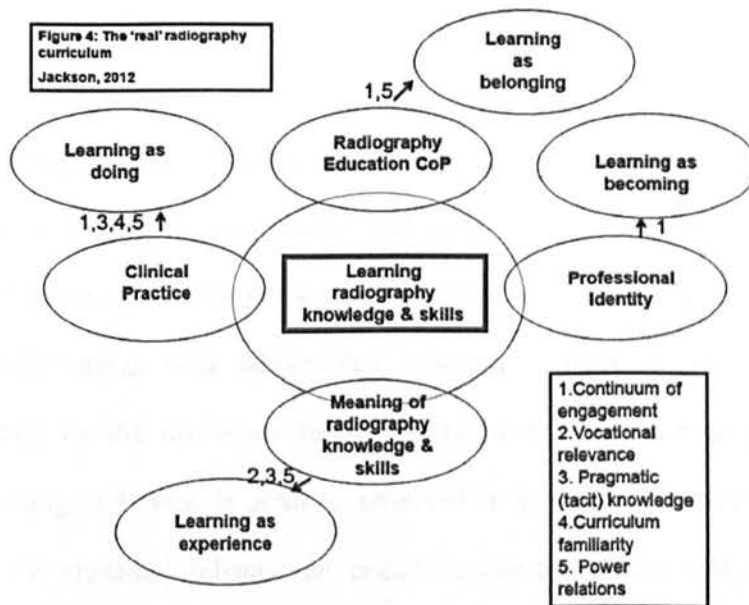 Figure 4: The 'real' radiography
curriculum
Jackson, 2012
Learning
as
belonging
1,5
Learning as
doing
Radiography
Education CoP
Learning as
becoming
1,3,4,5
1
Clinical
Practice
Learning
radiography
knowledge & skills
Professional
Identity
Meaning of
radiography
knowledge &
skills
2,3,5
Learning as
experience
1.Continuum of
engagement
2.Vocational
relevance
3. Pragmatic
(tacit) knowledge
4.Curriculum
familiarity
5. Power
relations